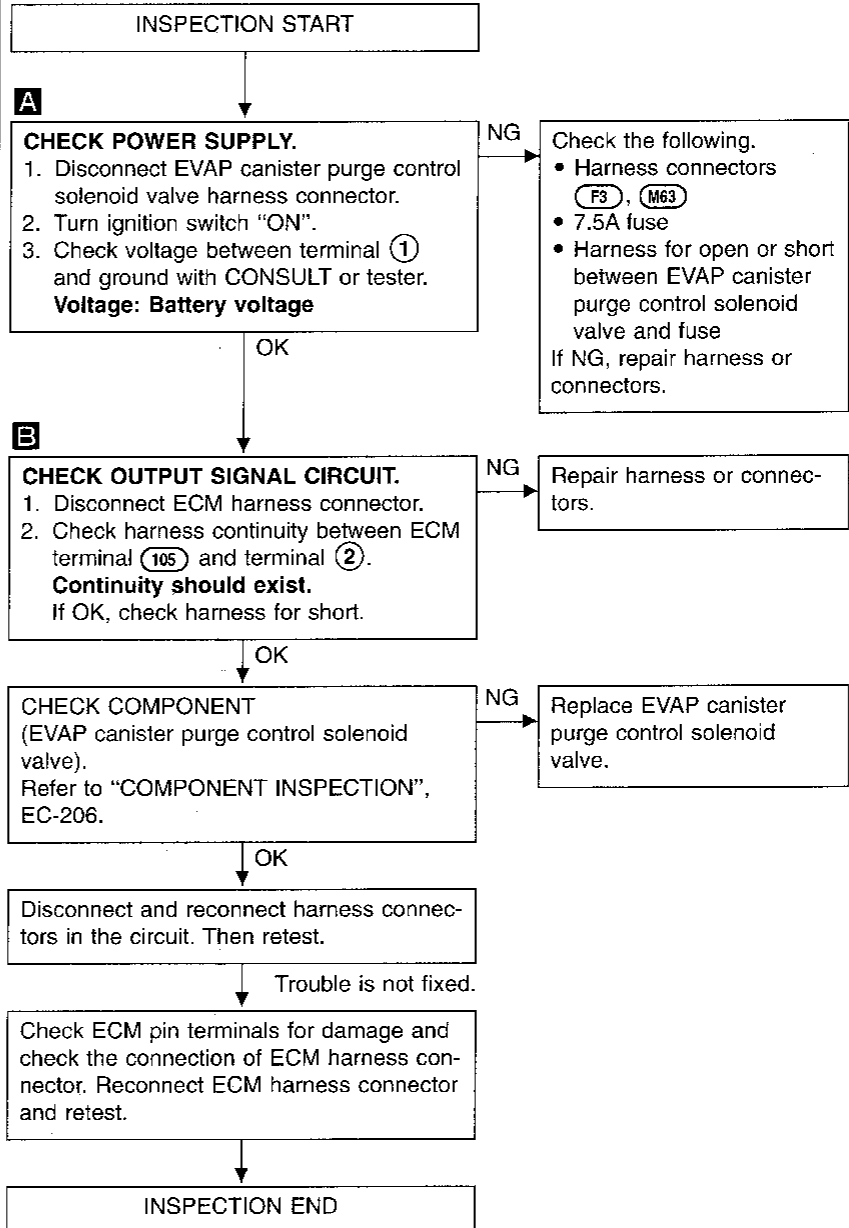 INSPECTION START
A
CHECK POWER SUPPLY.
1. Disconnect EVAP canister purge control
solenoid valve harness connector.
2. Turn ignition switch “ON”.
3. Check voltage between terminal ①
and ground with CONSULT or tester.
Voltage: Battery voltage
NG
Check the following.
• Harness connectors
F3, M63
• 7.5A fuse
• Harness for open or short
between EVAP canister
purge control solenoid
valve and fuse
If NG, repair harness or
connectors.
OK
B
CHECK OUTPUT SIGNAL CIRCUIT.
1. Disconnect ECM harness connector.
2. Check harness continuity between ECM
terminal 105 and terminal ②.
Continuity should exist.
If OK, check harness for short.
NG
Repair harness or connec-
tors.
OK
CHECK COMPONENT
(EVAP canister purge control solenoid
valve).
Refer to “COMPONENT INSPECTION”,
EC-206.
NG
Replace EVAP canister
purge control solenoid
valve.
OK
Disconnect and reconnect harness connec-
tors in the circuit. Then retest.
Trouble is not fixed.
Check ECM pin terminals for damage and
check the connection of ECM harness con-
nector. Reconnect ECM harness connector
and retest.
INSPECTION END